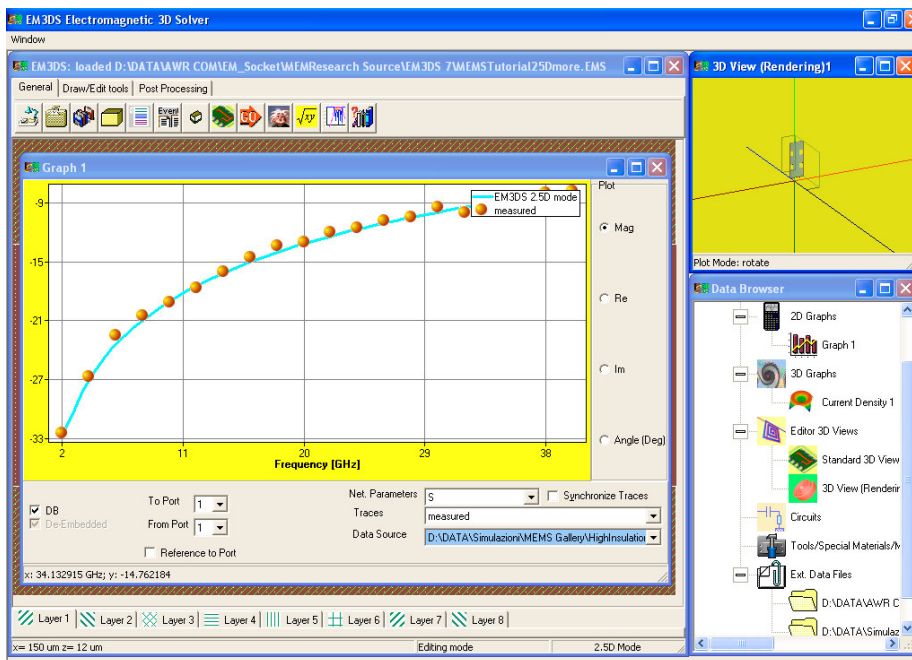 EM3DS Electromagnetic 3D Solver
Window
EM3DS: loaded D:\DATA\AWR COM\EM_Socket\MEMResearch Source\EM3DS 7\MEMSTutorial25Dmore.EMS
General Draw/Edit tools Post Processing
Event
GO
√xy
Graph 1
-9
-15
-21
-27
-33
2 11 20 29 38
Frequency [GHz]
EM3DS 2.5D mode
measured
Plot
Mag
Re
Im
Angle (Deg)
DB
De-Embedded
To Port 1
From Port 1
Reference to Port
Net. Parameters S
Synchronize Traces
Traces measured
Data Source D:\DATA\Simulazioni\MEMS Gallery\HighInsulation
x: 34.132915 GHz; y: -14.762184
Layer 1 Layer 2 Layer 3 Layer 4 Layer 5 Layer 6 Layer 7 Layer 8
x= 150 um z= 12 um Editing mode 2.5D Mode
3D View (Rendering)1
Plot Mode: rotate
Data Browser
2D Graphs
Graph 1
3D Graphs
Current Density 1
Editor 3D Views
Standard 3D View
3D View (Renderin
Circuits
Tools/Special Materials/M
Ext. Data Files
D:\DATA\AWR C
D:\DATA\Simulaz